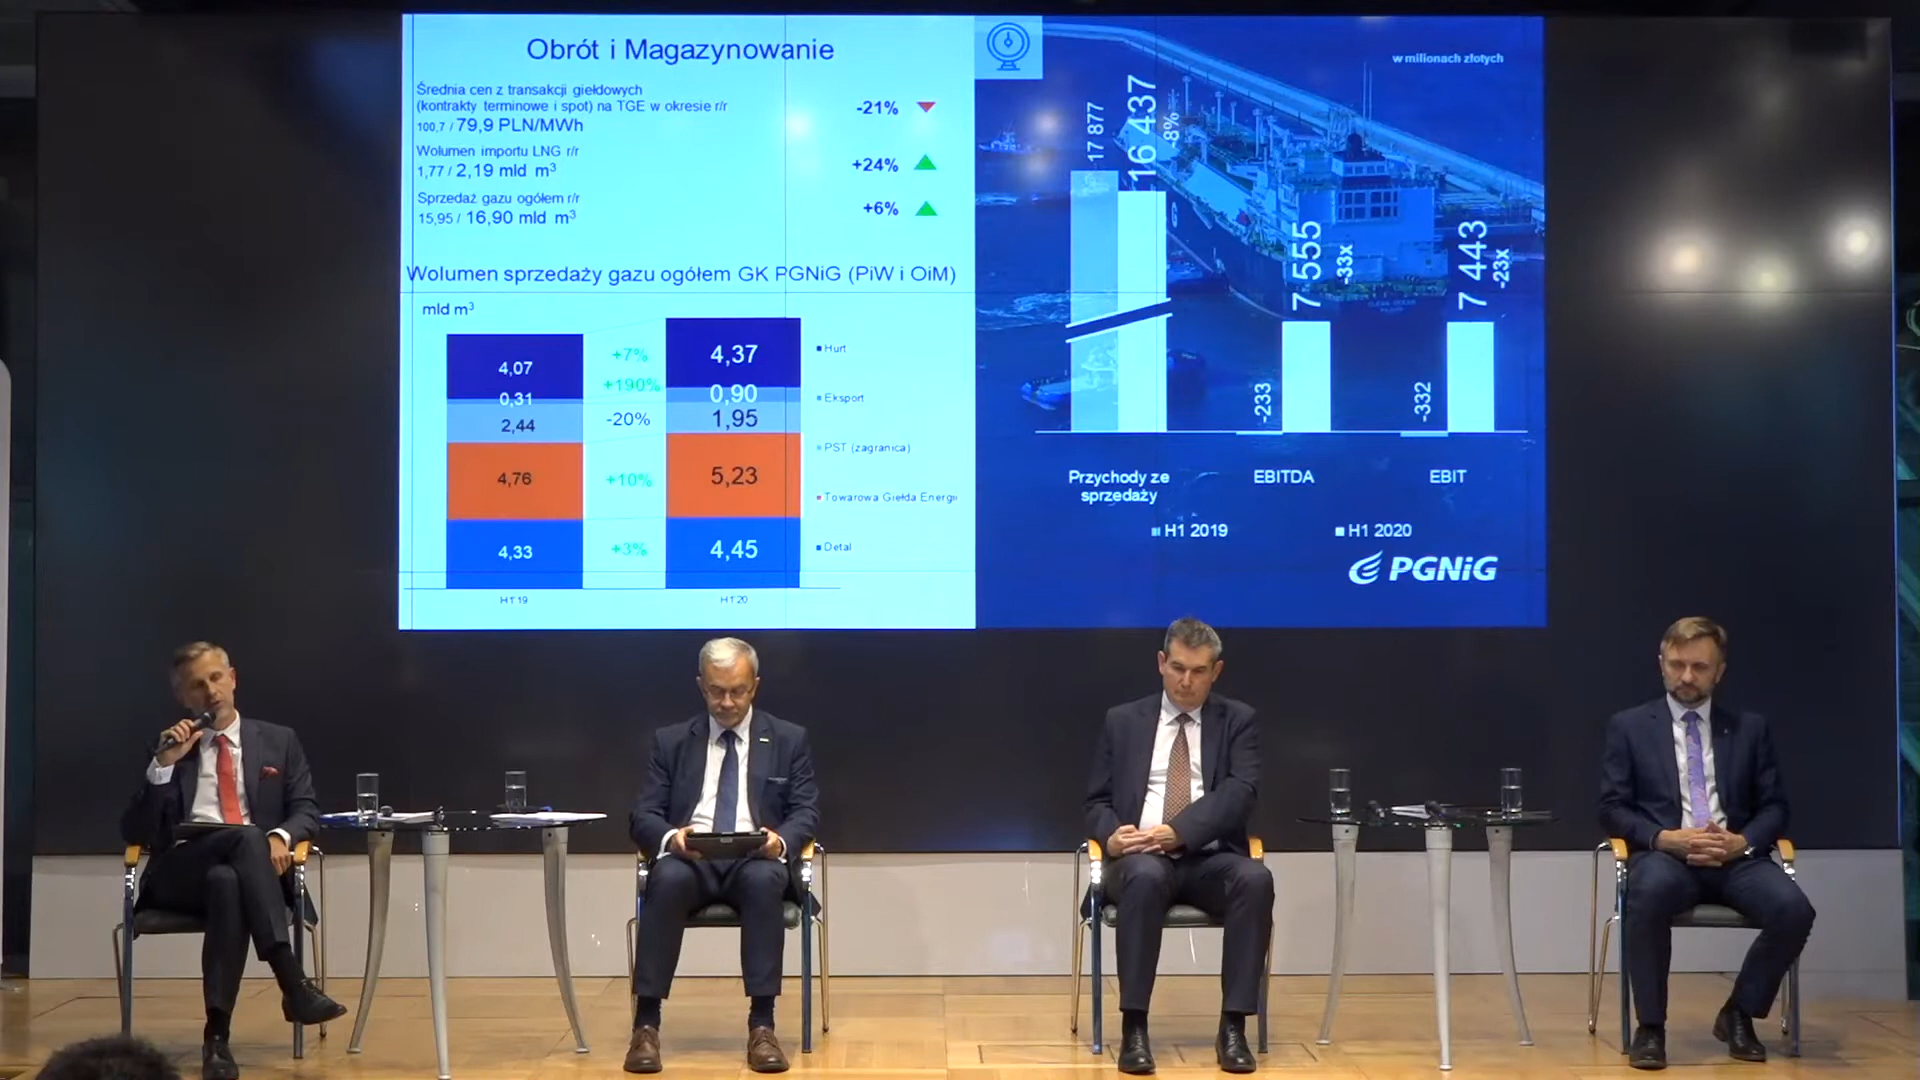 Obrót i Magazynowanie
Średnia cen z transakcji giełdowych
(kontrakty terminowe i spot) na TGE w okresie r/r
100,7 / 79,9 PLN/MWh
-21%
Wolumen importu LNG r/r
1,77 / 2,19 mld m³
+24%
Sprzedaż gazu ogółem r/r
15,95 / 16,90 mld m³
+6%
Wolumen sprzedaży gazu ogółem GK PGNiG (PiW i OiM)
mld m³
4,07
+7%
4,37
Hurt
0,31
+190%
0,90
Eksport
2,44
-20%
1,95
PST (zagranica)
4,76
+10%
5,23
Towarowa Giełda Energii
4,33
+3%
4,45
Detal
H1'19
H1'20
w milionach złotych
17 877
16 437
-8%
7 555
-33x
7 443
-23x
-233
-332
Przychody ze
sprzedaży
EBITDA
EBIT
H1 2019
H1 2020
PGNiG